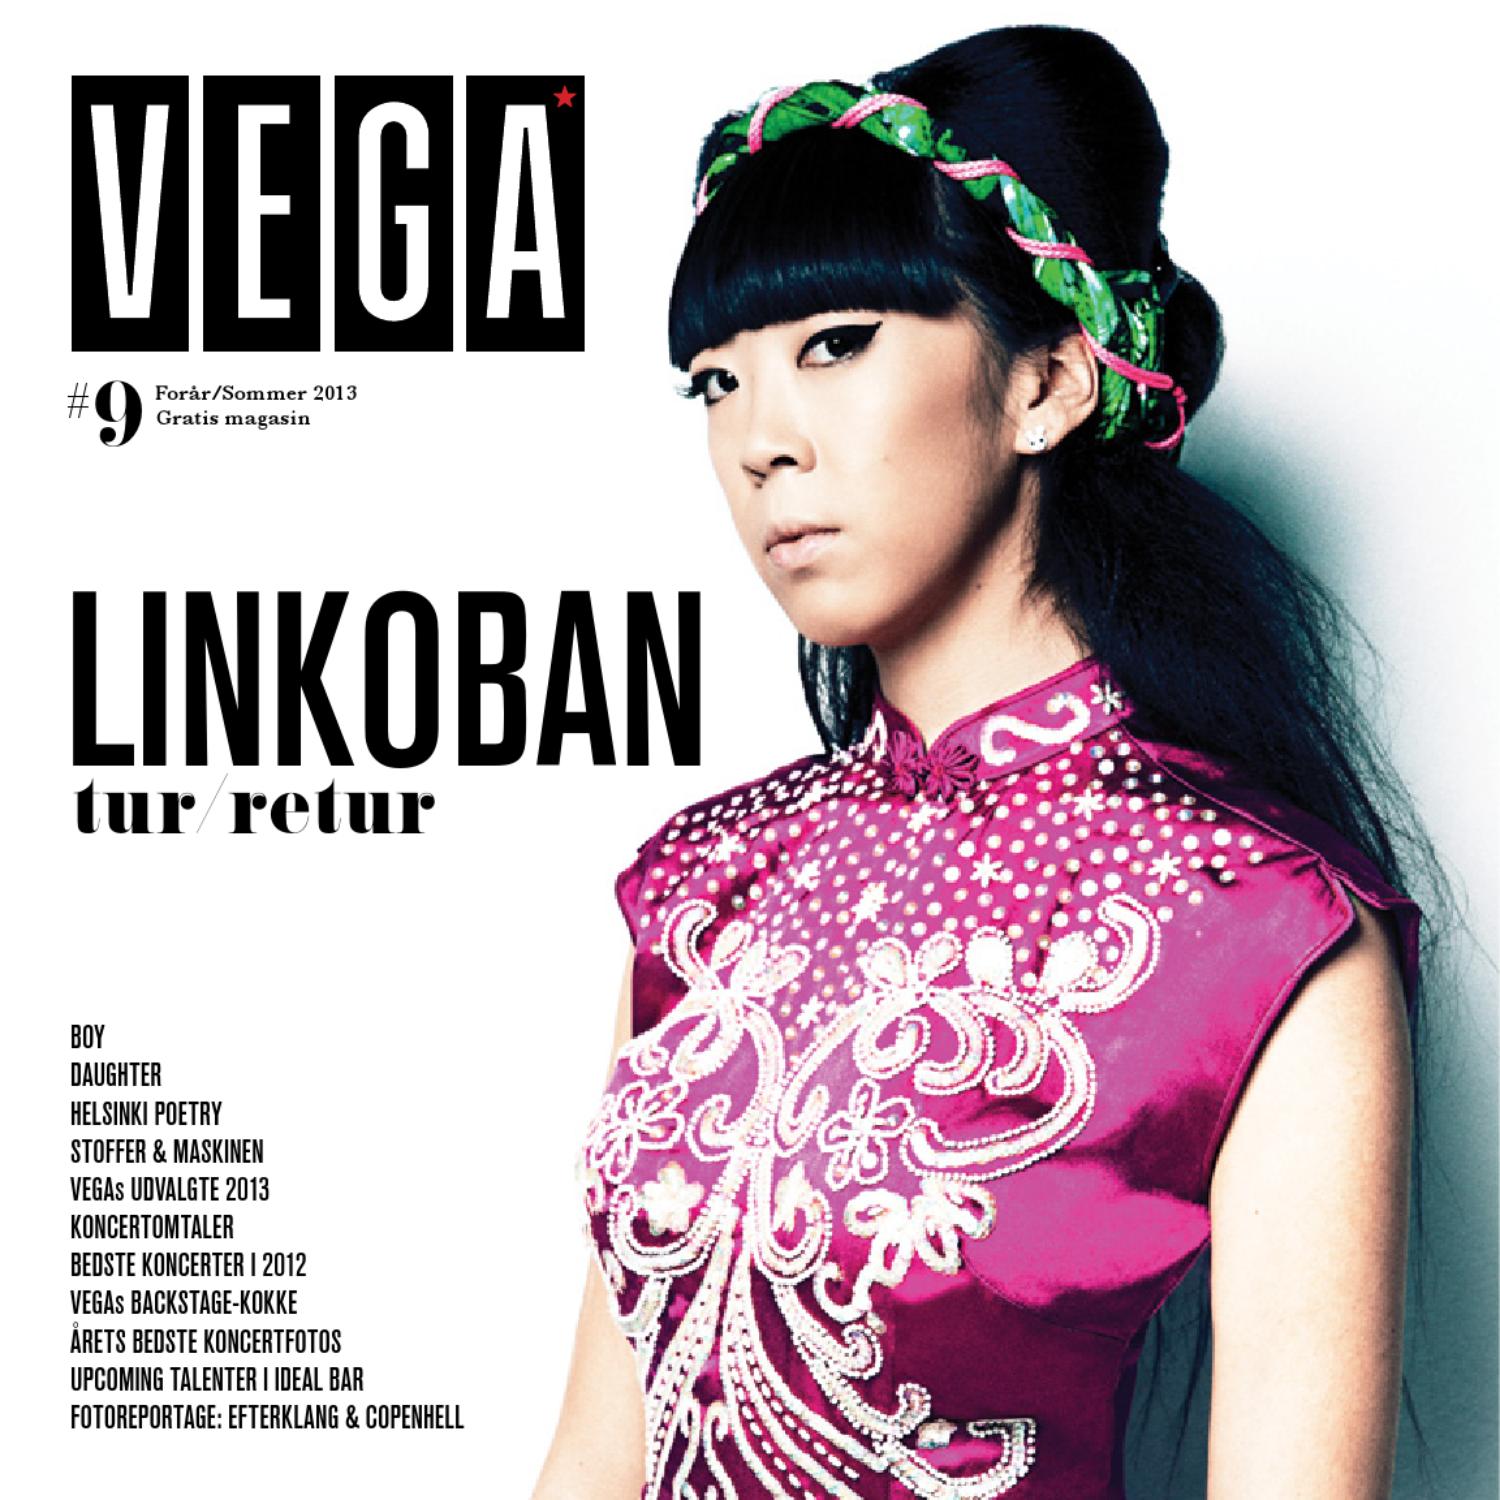 VEGA
#9 Forår/Sommer 2013
Gratis magasin
LINKOBAN
tur/retur
BOY
DAUGHTER
HELSINKI POETRY
STOFFER & MASKINEN
VEGAs UDVALGTE 2013
KONCERTOMTALER
BEDSTE KONCERTER I 2012
VEGAs BACKSTAGE-KOKKE
ÅRETS BEDSTE KONCERTFOTOS
UPCOMING TALENTER I IDEAL BAR
FOTOREPORTAGE: EFTERKLANG & COPENHELL